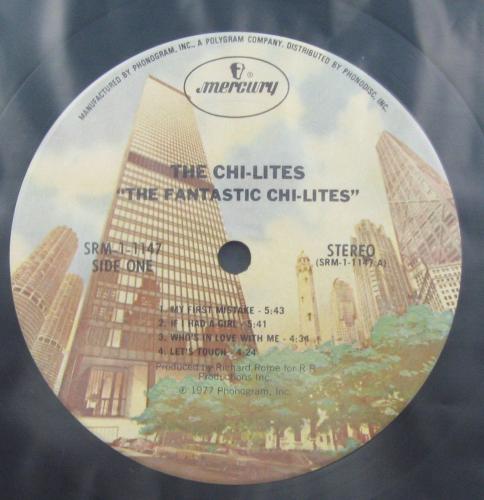 MANUFACTURED BY PHONOGRAM, INC., A POLYGRAM COMPANY, DISTRIBUTED BY PHONODISC, INC.
mercury ®
THE CHI-LITES
"THE FANTASTIC CHI-LITES"
SRM-1-1147
SIDE ONE
STEREO
(SRM-1-1147 A)
1. MY FIRST MISTAKE - 5:43
2. IF I HAD A GIRL - 5:41
3. WHO'S IN LOVE WITH ME - 4:34
4. LET'S TOUCH - 4:24
Produced by Richard Rome for R R
Productions Inc.
℗ 1977 Phonogram, Inc.